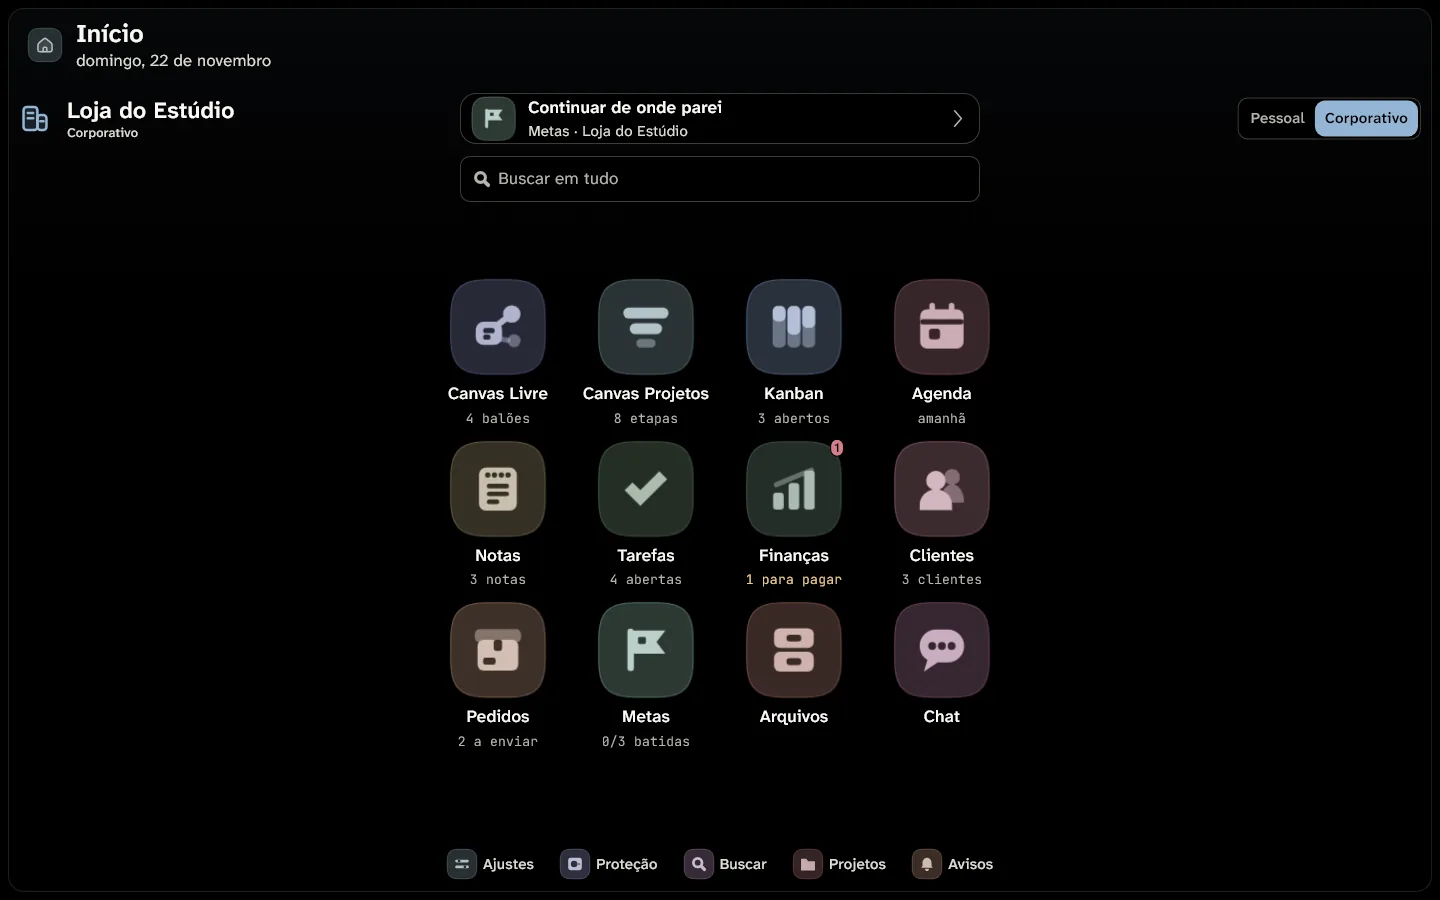 Início
domingo, 22 de novembro
Loja do Estúdio
Corporativo
Continuar de onde parei
Metas · Loja do Estúdio
Pessoal
Corporativo
Buscar em tudo
Canvas Livre
4 balões
Canvas Projetos
8 etapas
Kanban
3 abertos
Agenda
amanhã
Notas
3 notas
Tarefas
4 abertas
1
Finanças
1 para pagar
Clientes
3 clientes
Pedidos
2 a enviar
Metas
0/3 batidas
Arquivos
Chat
Ajustes
Proteção
Buscar
Projetos
Avisos